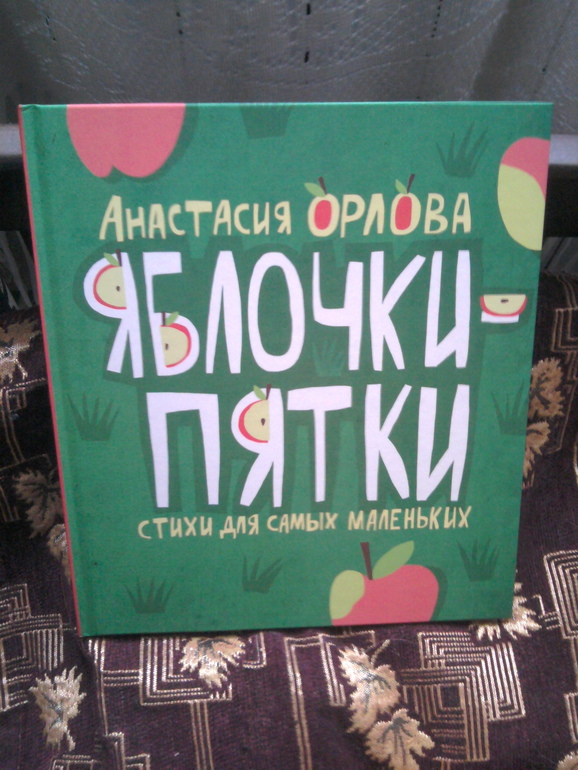 Анастасия Орлова
Яблочки-
пятки
стихи для самых маленьких